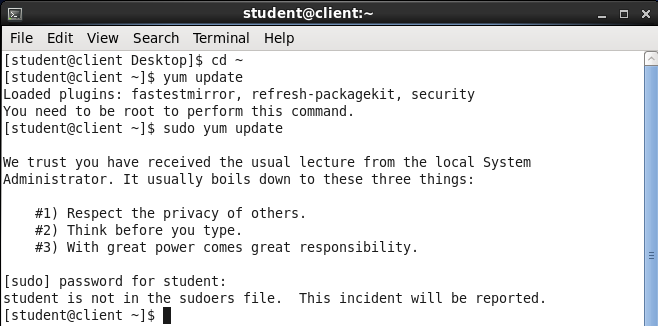 student@client:~
File Edit View Search Terminal Help
[student@client Desktop]$ cd ~
[student@client ~]$ yum update
Loaded plugins: fastestmirror, refresh-packagekit, security
You need to be root to perform this command.
[student@client ~]$ sudo yum update
We trust you have received the usual lecture from the local System
Administrator. It usually boils down to these three things:
#1) Respect the privacy of others.
#2) Think before you type.
#3) With great power comes great responsibility.
[sudo] password for student:
student is not in the sudoers file.  This incident will be reported.
[student@client ~]$